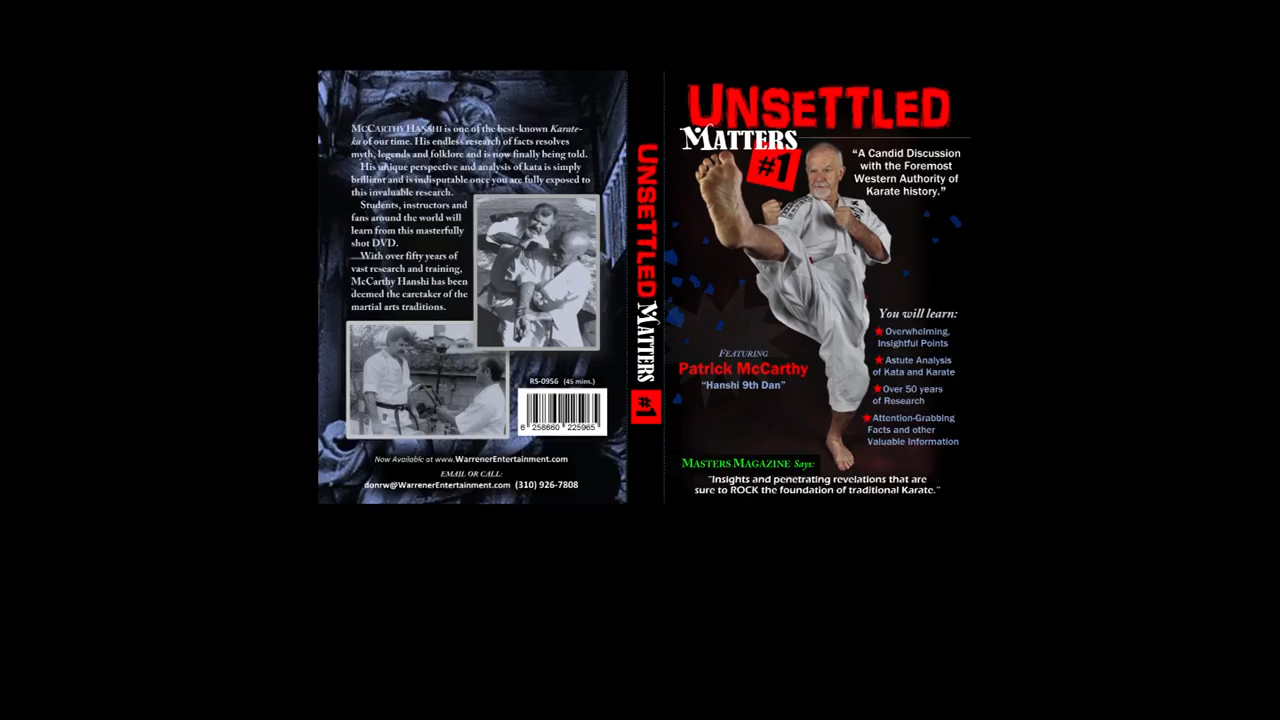 McCarthy Hanshi is one of the best-known Karate-
ka of our time. His endless research of facts resolves
myth, legends and folklore and is now finally being told.
His unique perspective and analysis of kata is simply
brilliant and is indisputable once you are fully exposed to
this invaluable research.
Students, instructors and
fans around the world will
learn from this masterfully
shot DVD.
With over fifty years of
vast research and training,
McCarthy Hanshi has been
deemed the caretaker of the
martial arts traditions.
RS-0956 (45 mins.)
6 258660 225965
Now Available at www.WarrenerEntertainment.com
EMAIL OR CALL:
donrw@WarrenerEntertainment.com (310) 926-7808
UNSETTLED MATTERS #1
UNSETTLED
MATTERS
#1
“A Candid Discussion
with the Foremost
Western Authority of
Karate history.”
You will learn:
Overwhelming,
Insightful Points
Astute Analysis
of Kata and Karate
Over 50 years
of Research
Attention-Grabbing
Facts and other
Valuable Information
Featuring
Patrick McCarthy
“Hanshi 9th Dan”
Masters Magazine Says:
"Insights and penetrating revelations that are
sure to ROCK the foundation of traditional Karate."